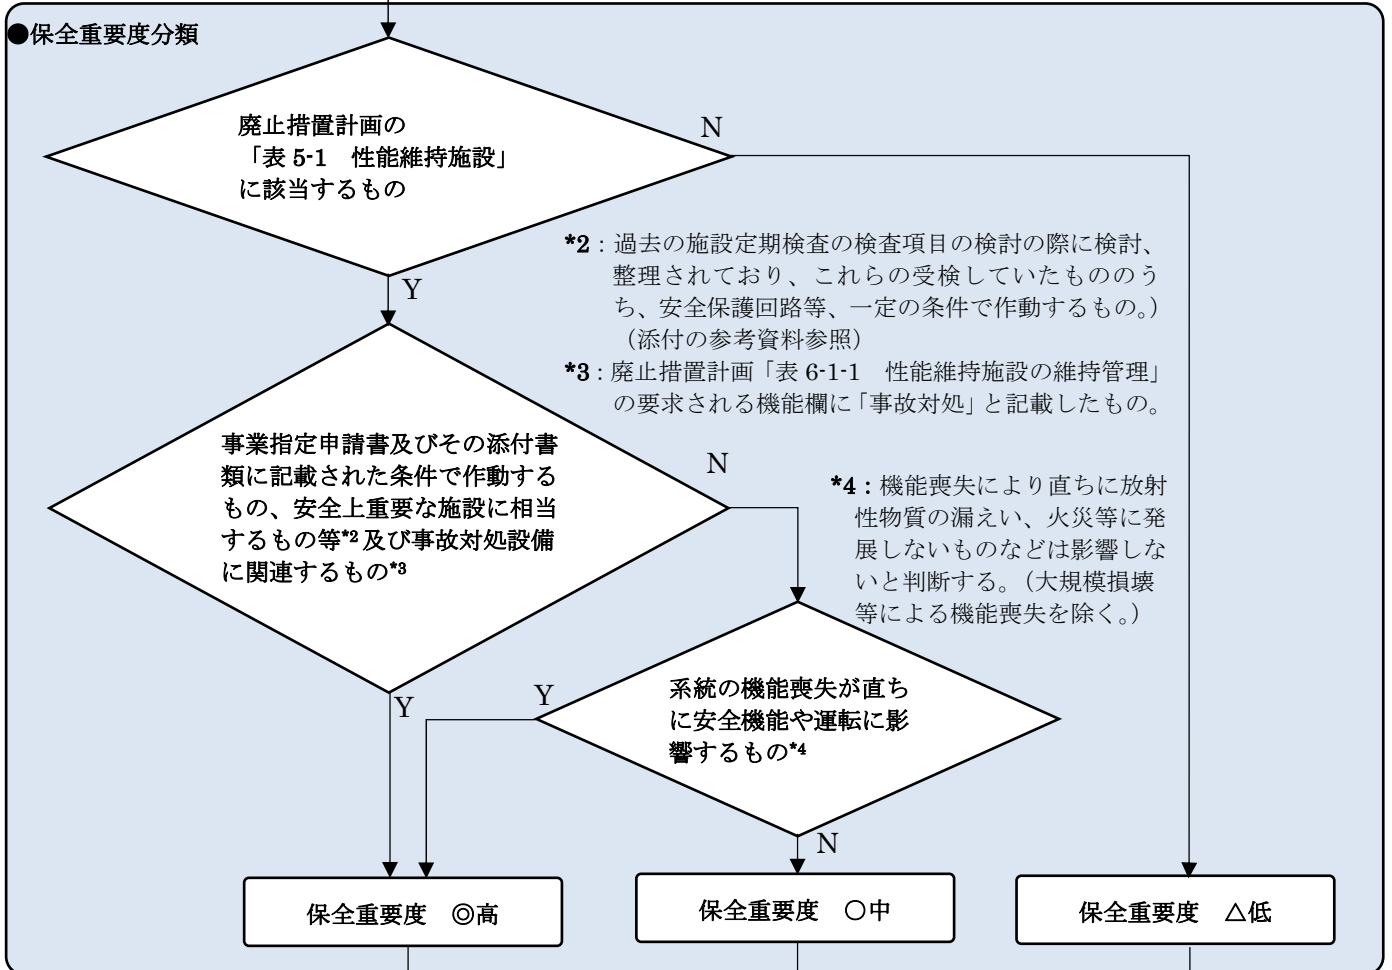 ●保全重要度分類
廃止措置計画の
「表 5-1　性能維持施設」
に該当するもの
N
Y
*2：過去の施設定期検査の検査項目の検討の際に検討、
整理されており、これらの受検していたもののう
ち、安全保護回路等、一定の条件で作動するもの。）
（添付の参考資料参照）
*3：廃止措置計画「表 6-1-1　性能維持施設の維持管理」
の要求される機能欄に「事故対処」と記載したもの。
事業指定申請書及びその添付書
類に記載された条件で作動する
もの、安全上重要な施設に相当
するもの等*2 及び事故対処設備
に関連するもの*3
N
Y
*4：機能喪失により直ちに放射
性物質の漏えい、火災等に発
展しないものなどは影響しな
いと判断する。（大規模損壊
等による機能喪失を除く。）
系統の機能喪失が直ち
に安全機能や運転に影
響するもの*4
Y
N
保全重要度　◎高
保全重要度　○中
保全重要度　△低